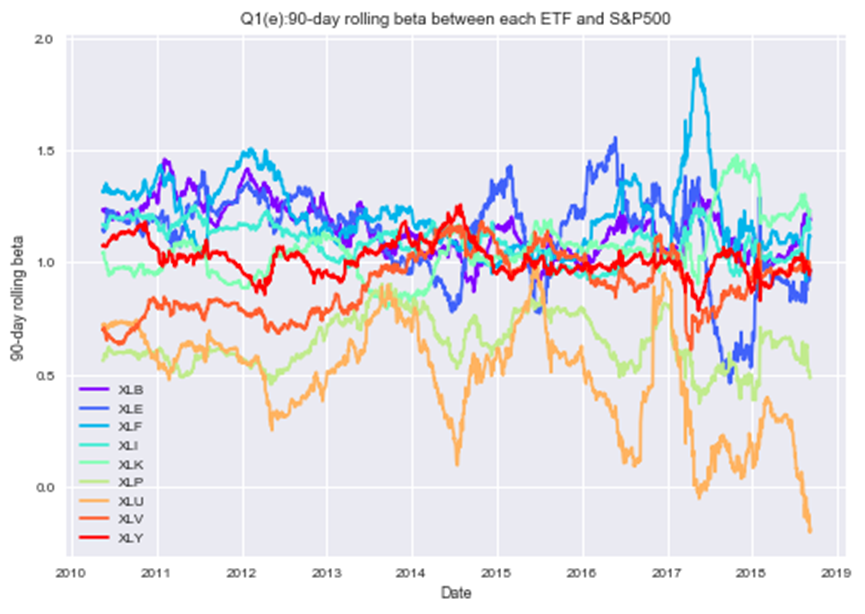 Q1(e):90-day rolling beta between each ETF and S&P500
2.0
1.5
1.0
0.5
0.0
90-day rolling beta
XLB
XLE
XLF
XLI
XLK
XLP
XLU
XLV
XLY
2010 2011 2012 2013 2014 2015 2016 2017 2018 2019
Date